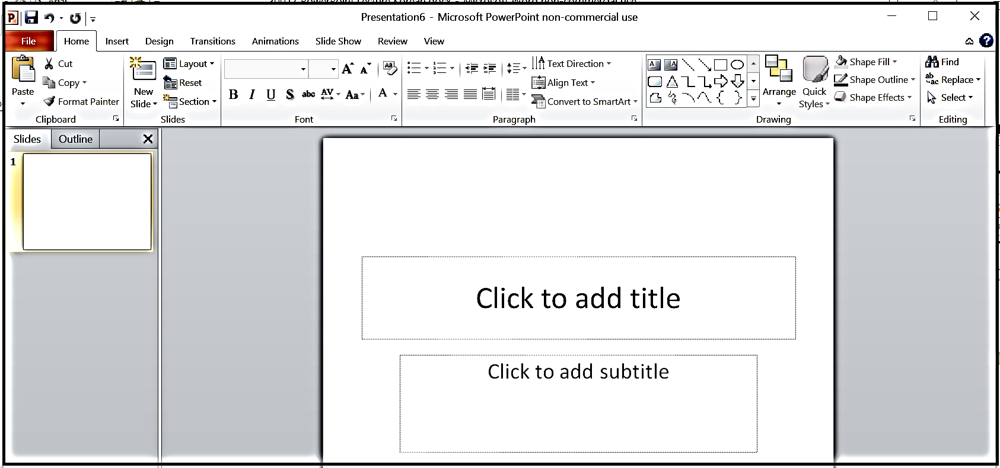 Presentation6 - Microsoft PowerPoint non-commercial use
File Home Insert Design Transitions Animations Slide Show Review View
Paste
Cut
Copy
Format Painter
Clipboard
New
Slide
Layout
Reset
Section
Slides
B I U S abc AV Aa A
Font
Text Direction
Align Text
Convert to SmartArt
Paragraph
Arrange
Quick
Styles
Shape Fill
Shape Outline
Shape Effects
Drawing
Find
Replace
Select
Editing
Slides Outline
1
Click to add title
Click to add subtitle